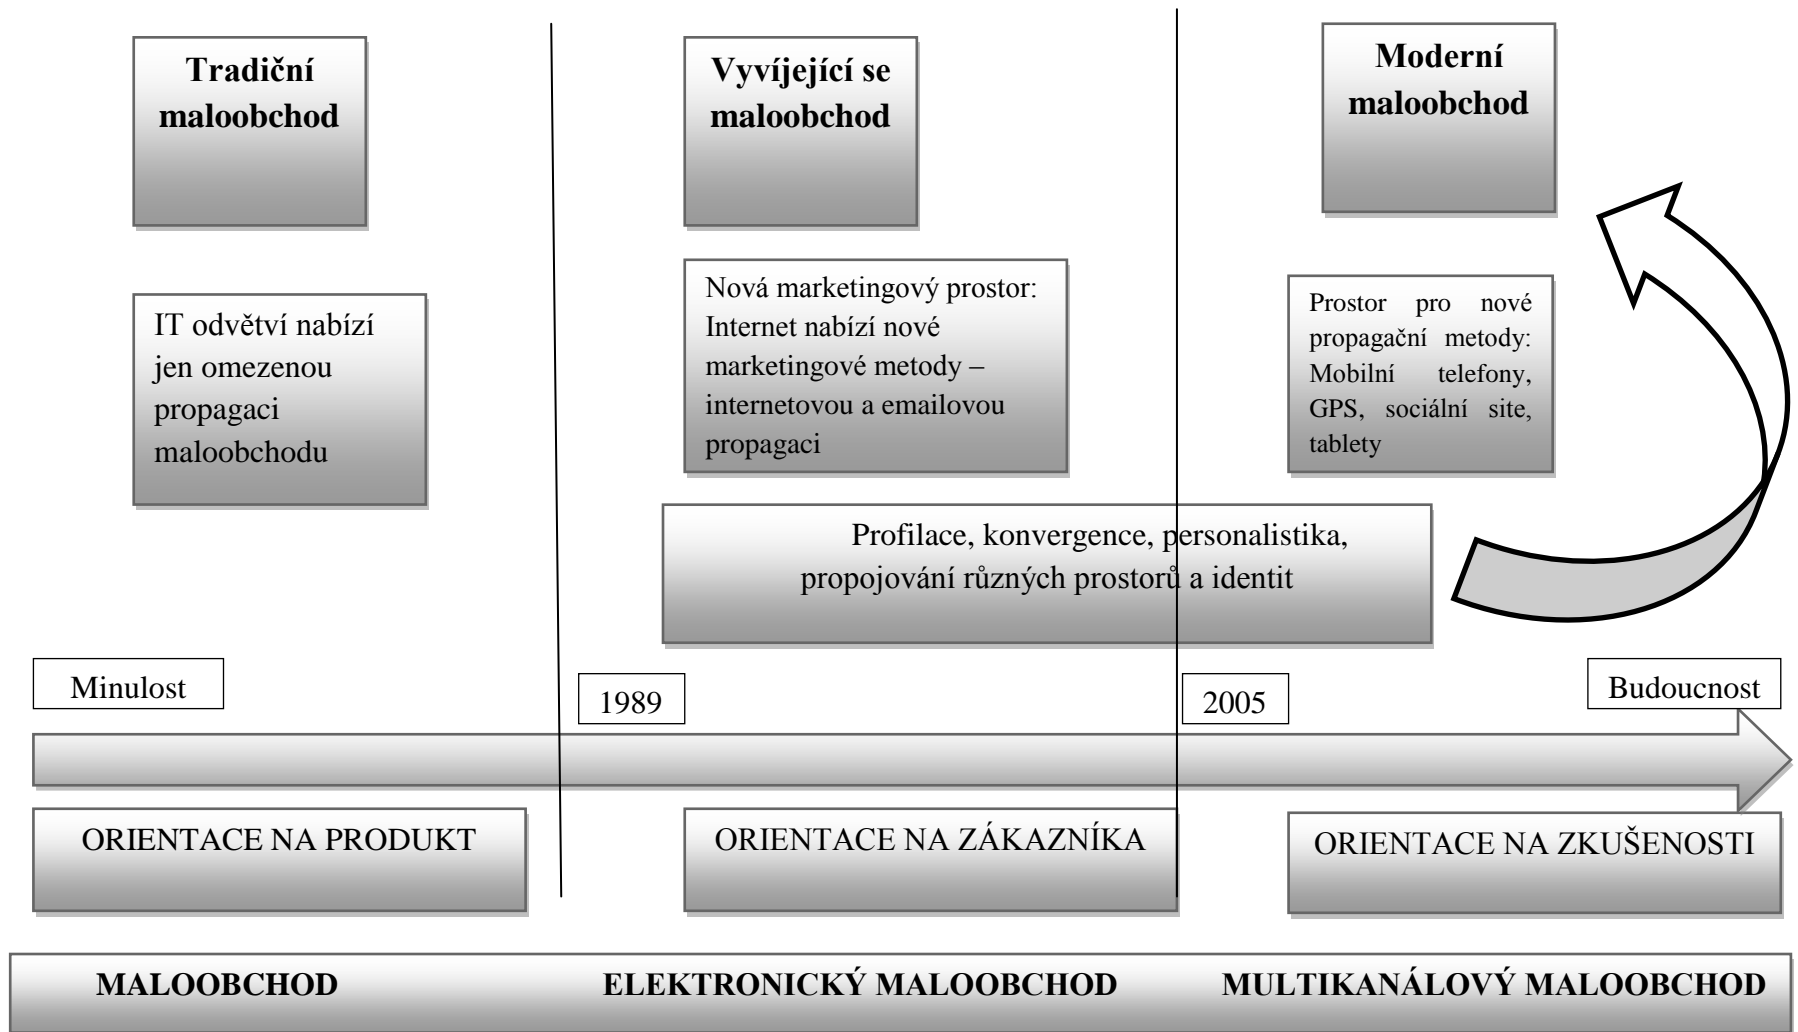 Tradiční
maloobchod
Vyvíjející se
maloobchod
Moderní
maloobchod
IT odvětví nabízí
jen omezenou
propagaci
maloobchodu
Nová marketingový prostor:
Internet nabízí nové
marketingové metody –
internetovou a emailovou
propagaci
Prostor pro nové
propagační metody:
Mobilní telefony,
GPS, sociální site,
tablety
Profilace, konvergence, personalistika,
propojování různých prostorů a identit
Minulost
1989
2005
Budoucnost
ORIENTACE NA PRODUKT
ORIENTACE NA ZÁKAZNÍKA
ORIENTACE NA ZKUŠENOSTI
MALOOBCHOD
ELEKTRONICKÝ MALOOBCHOD
MULTIKANÁLOVÝ MALOOBCHOD